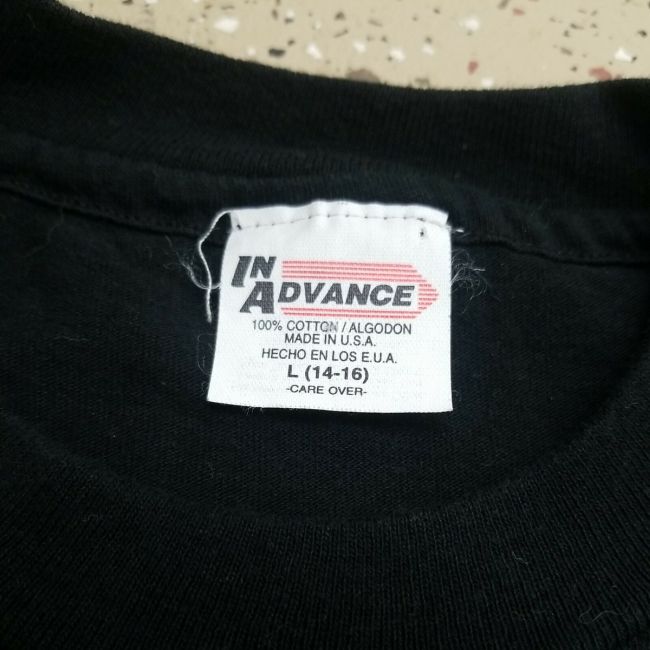 IN
ADVANCE
100% COTTON / ALGODON
MADE IN U.S.A.
HECHO EN LOS E.U.A.
L (14-16)
-CARE OVER-